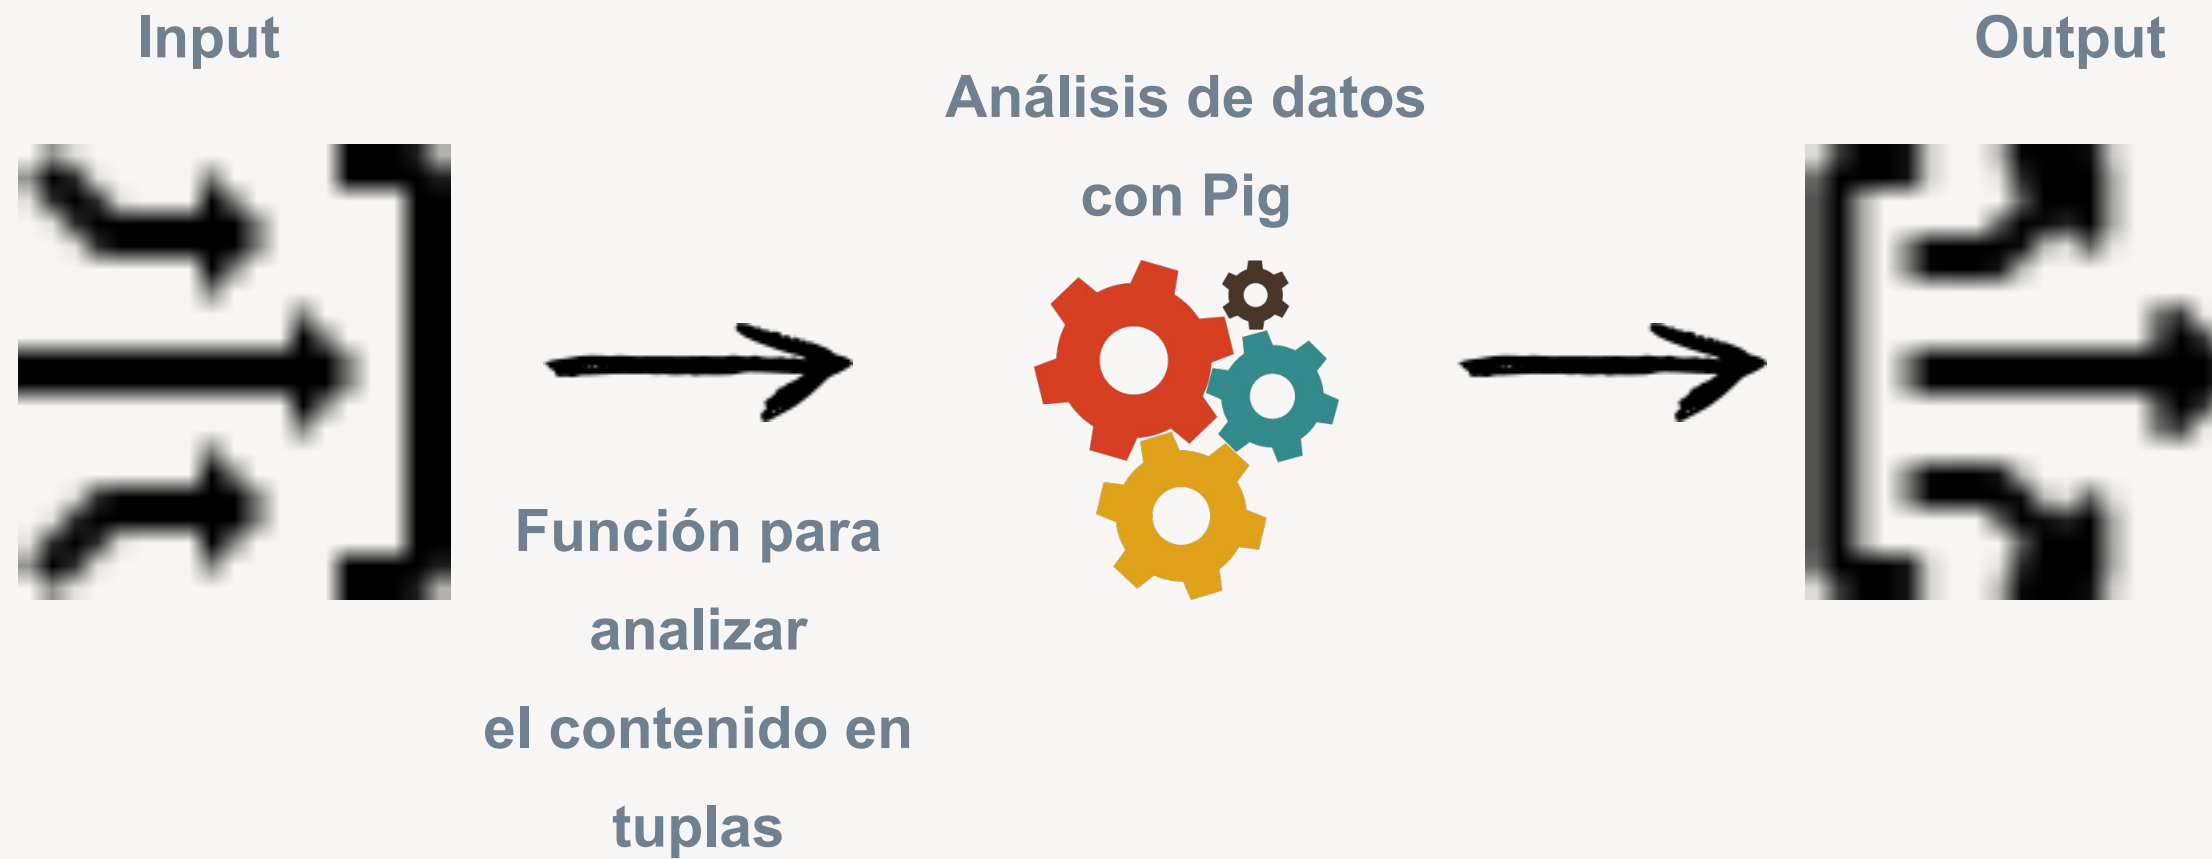 Input
Output
Análisis de datos
con Pig
Función para
analizar
el contenido en
tuplas